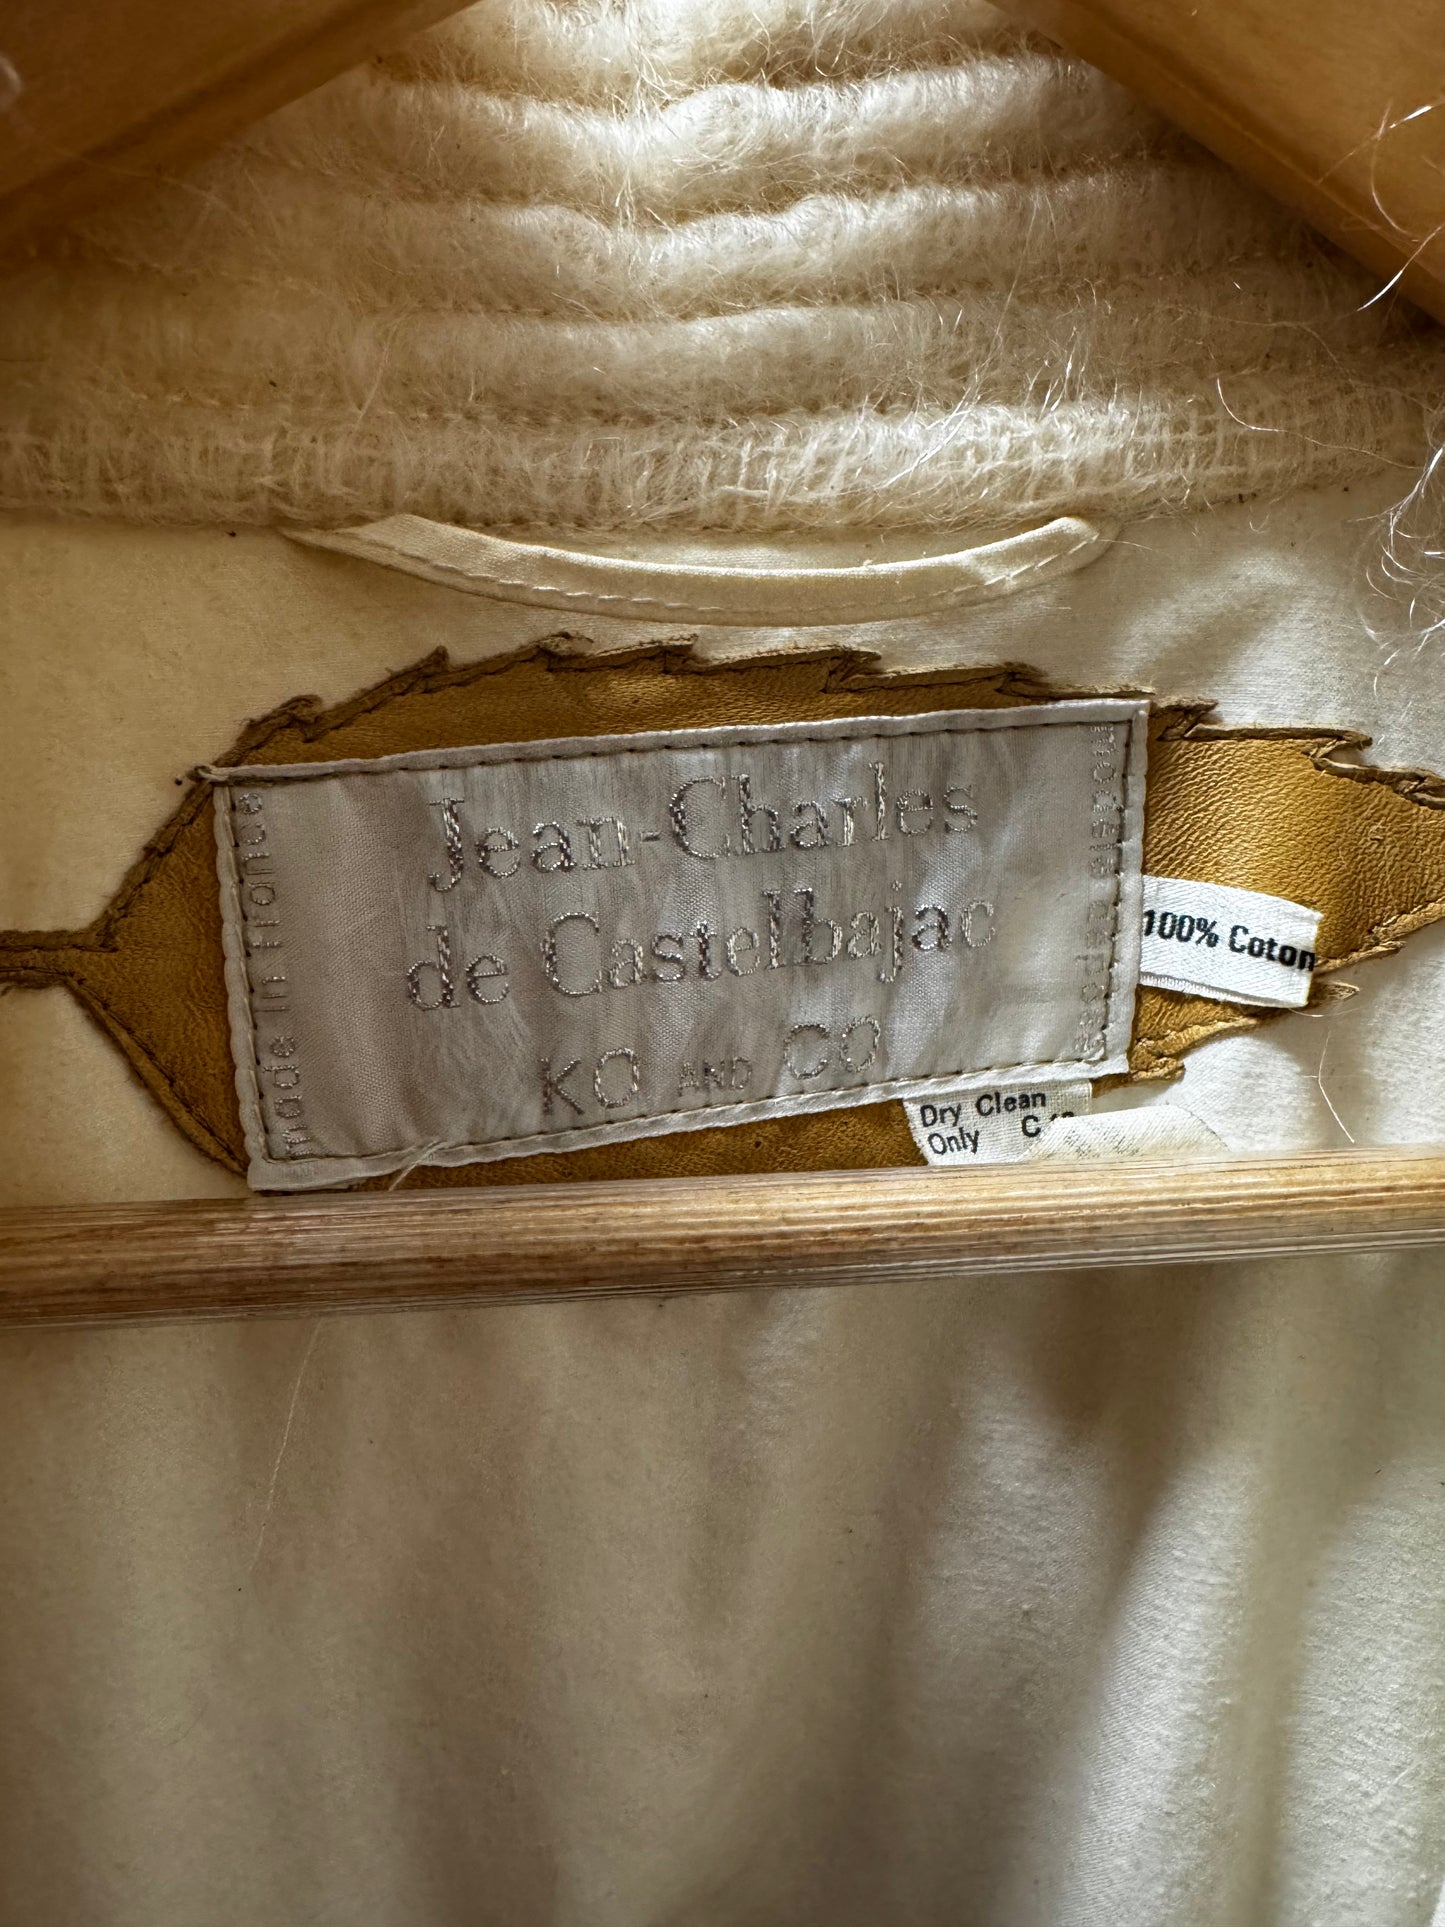 Jean-Charles
de Castelbajac
KO AND CO
made in france
modele depose
100% Coton
Dry Clean
Only C